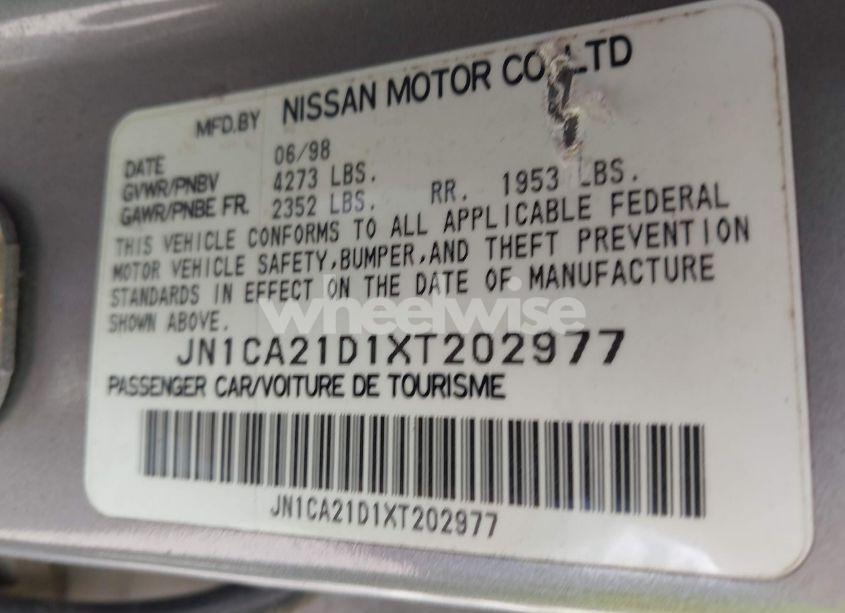 MFD.BY NISSAN MOTOR CO.,LTD
DATE 06/98
GVWR/PNBV 4273 LBS.
GAWR/PNBE FR. 2352 LBS. RR. 1953 LBS.
THIS VEHICLE CONFORMS TO ALL APPLICABLE FEDERAL
MOTOR VEHICLE SAFETY,BUMPER,AND THEFT PREVENTION
STANDARDS IN EFFECT ON THE DATE OF MANUFACTURE
SHOWN ABOVE.
wheelwise
JN1CA21D1XT202977
PASSENGER CAR/VOITURE DE TOURISME
JN1CA21D1XT202977